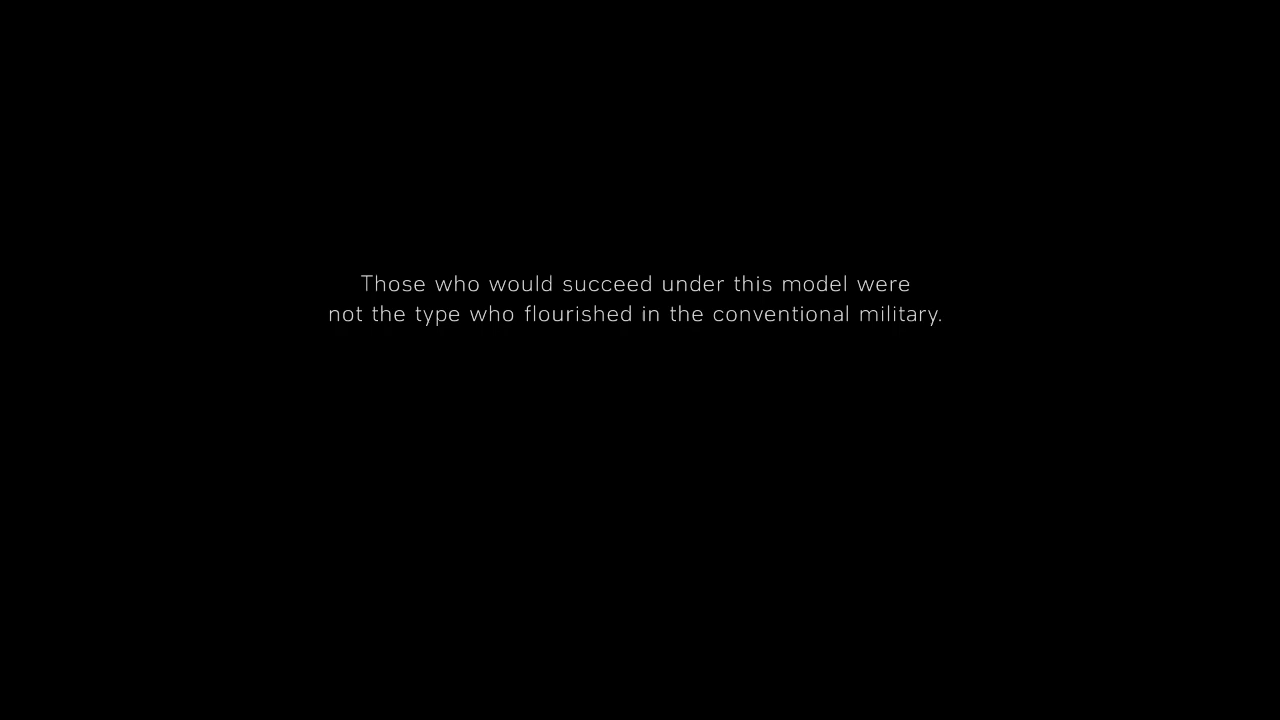 Those who would succeed under this model were
not the type who flourished in the conventional military.